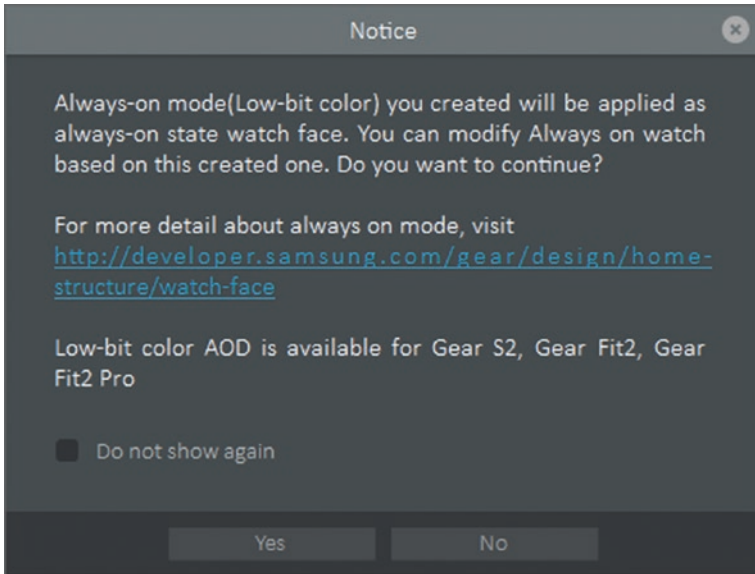 Notice
Always-on mode(Low-bit color) you created will be applied as
always-on state watch face. You can modify Always on watch
based on this created one. Do you want to continue?
For more detail about always on mode, visit
http://developer.samsung.com/gear/design/home-
structure/watch-face
Low-bit color AOD is available for Gear S2, Gear Fit2, Gear
Fit2 Pro
Do not show again
Yes No